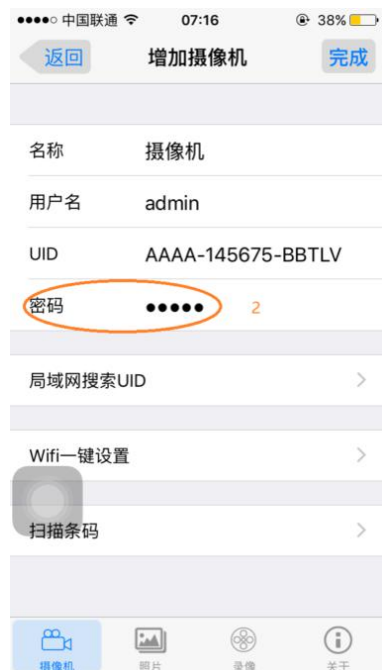 中国联通 07:16 38%
返回 增加摄像机 完成
名称 摄像机
用户名 admin
UID AAAA-145675-BBTLV
密码 ●●●●● 2
局域网搜索UID
Wifi一键设置
扫描条码
摄像机 照片 录像 关于